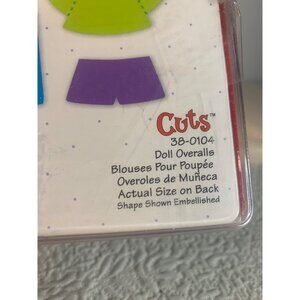 Cuts™
38-0104
Doll Overalls
Blouses Pour Poupée
Overoles de Muñeca
Actual Size on Back
Shape Shown Embellished